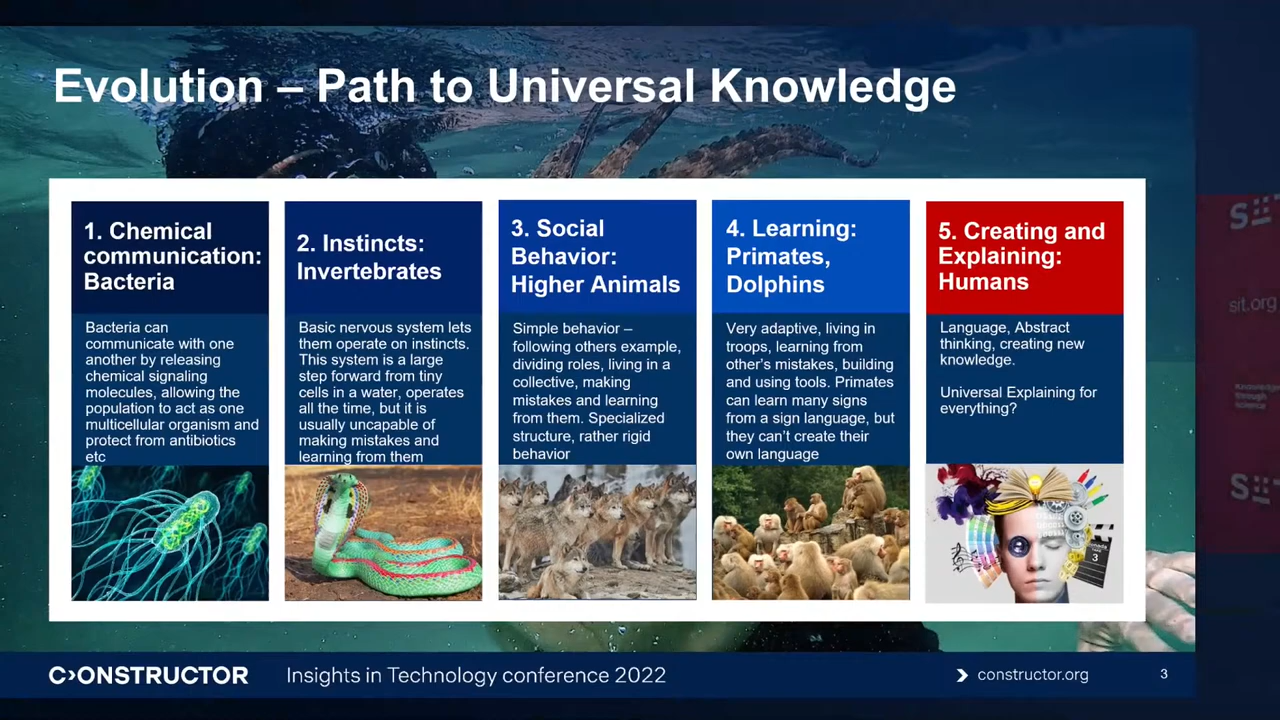 Evolution – Path to Universal Knowledge
1. Chemical
communication:
Bacteria
Bacteria can
communicate with one
another by releasing
chemical signaling
molecules, allowing the
population to act as one
multicellular organism and
protect from antibiotics
etc
2. Instincts:
Invertebrates
Basic nervous system lets
them operate on instincts.
This system is a large
step forward from tiny
cells in a water, operates
all the time, but it is
usually uncapable of
making mistakes and
learning from them
3. Social
Behavior:
Higher Animals
Simple behavior –
following others example,
dividing roles, living in a
collective, making
mistakes and learning
from them. Specialized
structure, rather rigid
behavior
4. Learning:
Primates,
Dolphins
Very adaptive, living in
troops, learning from
other's mistakes, building
and using tools. Primates
can learn many signs
from a sign language, but
they can't create their
own language
5. Creating and
Explaining:
Humans
Language, Abstract
thinking, creating new
knowledge.
Universal Explaining for
everything?
3
sit.org
Knowledge
through
science
CONSTRUCTOR
Insights in Technology conference 2022
constructor.org
3